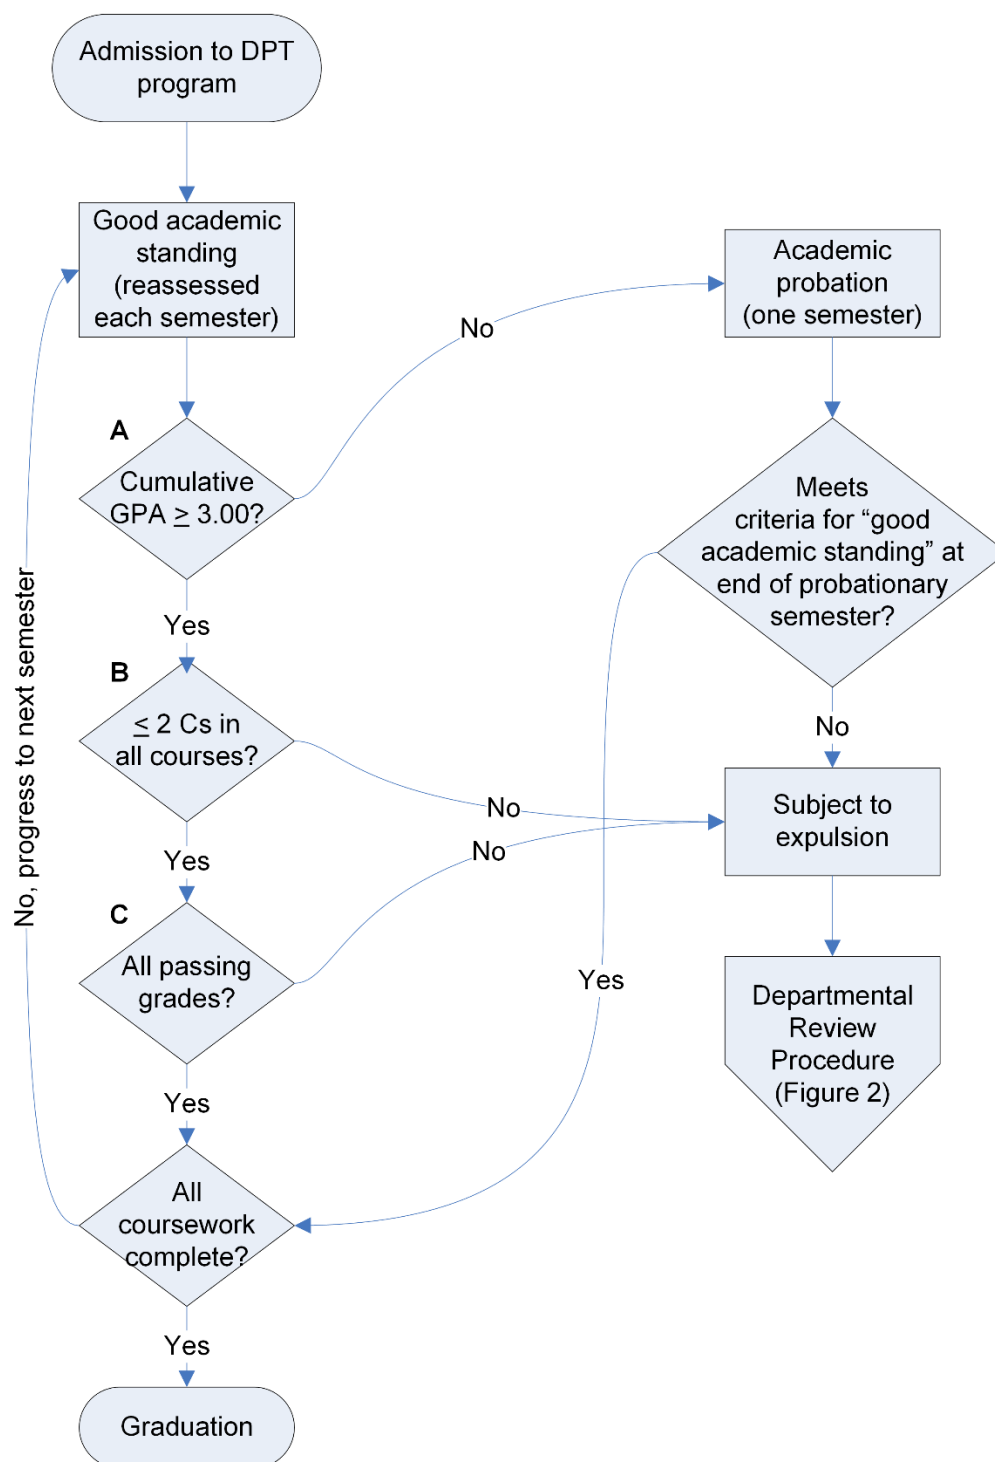 Admission to DPT
program
Good academic
standing
(reassessed
each semester)
Academic
probation
(one semester)
No
A
Cumulative
GPA ≥ 3.00?
Meets
criteria for “good
academic standing” at
end of probationary
semester?
No, progress to next semester
Yes
B
≤ 2 Cs in
all courses?
No
No
Subject to
expulsion
Yes
No
C
All passing
grades?
Yes
Departmental
Review
Procedure
(Figure 2)
Yes
All
coursework
complete?
Yes
Graduation